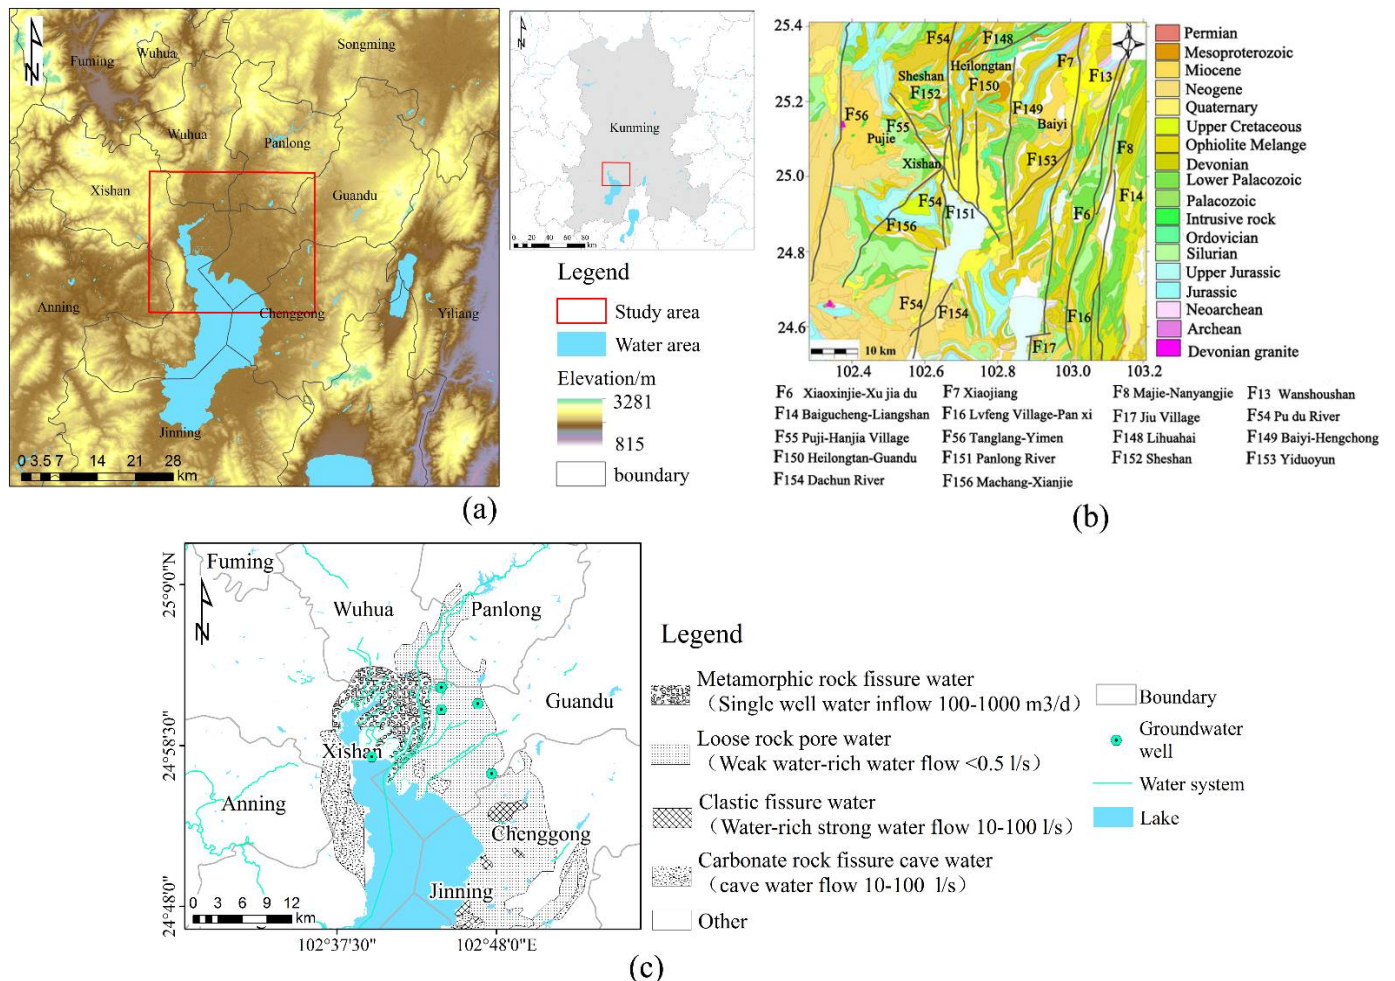 N
Fuming
Wuhua
Songming
Wuhua
Panlong
Xishan
Guandu
Anning
Chenggong
Yiliang
Jinning
0 3.5 7 14 21 28
km
N
Kunming
0 20 40 60 80
km
Legend
Study area
Water area
Elevation/m
3281
815
boundary
(a)
25.4
25.2
25.0
24.8
24.6
102.4 102.6 102.8 103.0 103.2
F54
F148
F7
F13
Heilongtan
Sheshan
F152
F150
F149
F56
F55
Baiyi
Pujie
F153
F8
Xishan
F54
F151
F6
F14
F156
F54
F154
F16
F17
10 km
Permian
Mesoproterozoic
Miocene
Neogene
Quaternary
Upper Cretaceous
Ophiolite Melange
Devonian
Lower Palacozoic
Palacozoic
Intrusive rock
Ordovician
Silurian
Upper Jurassic
Jurassic
Neoarchean
Archean
Devonian granite
F6 Xiaoxinjie-Xu jia du F7 Xiaojiang F8 Majie-Nanyangjie F13 Wanshoushan
F14 Baigucheng-Liangshan F16 Lvfeng Village-Pan xi F17 Jiu Village F54 Pu du River
F55 Puji-Hanjia Village F56 Tanglang-Yimen F148 Lihuahai F149 Baiyi-Hengchong
F150 Heilongtan-Guandu F151 Panlong River F152 Sheshan F153 Yiduoyun
F154 Dachun River F156 Machang-Xianjie
(b)
25°9'0"N
24°58'30"
24°48'0"
102°37'30" 102°48'0"E
N
Fuming
Wuhua
Panlong
Guandu
Xishan
Anning
Chenggong
Jinning
0 3 6 9 12
km
Legend
Metamorphic rock fissure water
（Single well water inflow 100-1000 m3/d）
Loose rock pore water
（Weak water-rich water flow <0.5 l/s）
Clastic fissure water
（Water-rich strong water flow 10-100 l/s）
Carbonate rock fissure cave water
（cave water flow 10-100 l/s）
Other
Boundary
Groundwater
well
Water system
Lake
(c)